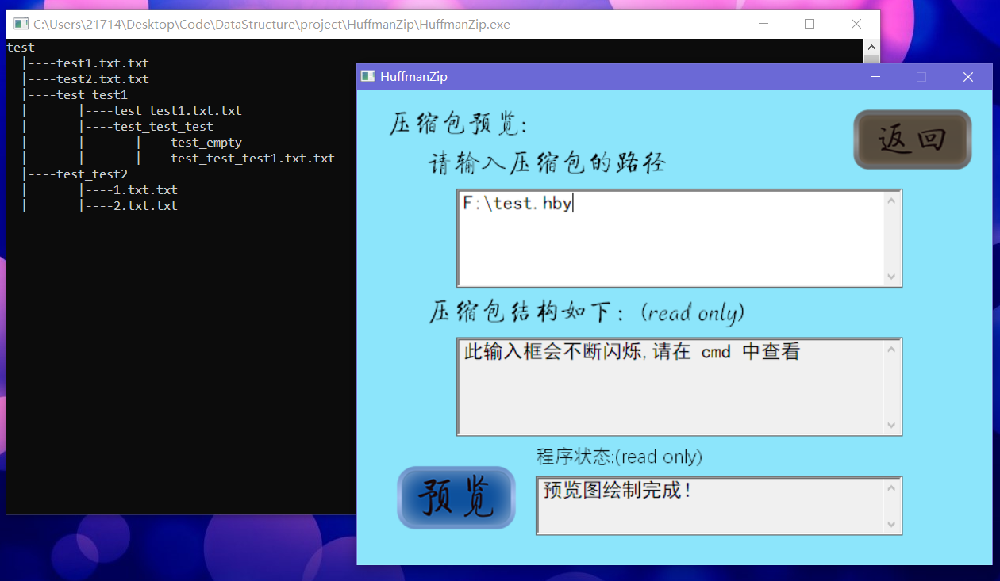 C:\Users\21714\Desktop\Code\DataStructure\project\HuffmanZip\HuffmanZip.exe
test
|----test1.txt.txt
|----test2.txt.txt
|----test_test1
|       |----test_test1.txt.txt
|       |----test_test_test
|       |       |----test_empty
|       |       |----test_test_test1.txt.txt
|----test_test2
|       |----1.txt.txt
|       |----2.txt.txt
HuffmanZip
压缩包预览:
返回
请输入压缩包的路径
F:\test.hby
压缩包结构如下：(read only)
此输入框会不断闪烁,请在 cmd 中查看
程序状态:(read only)
预览
预览图绘制完成!